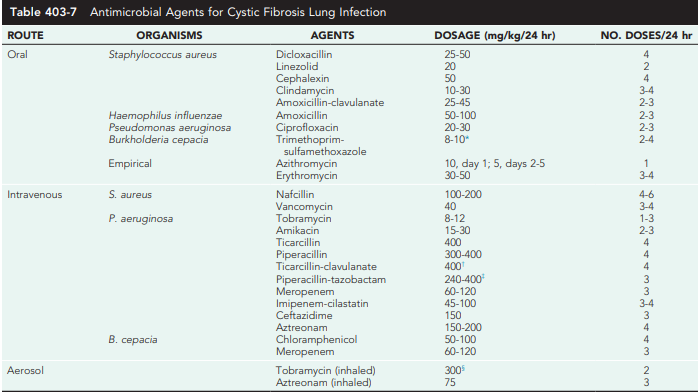 Table 403-7 Antimicrobial Agents for Cystic Fibrosis Lung Infection
ROUTE ORGANISMS AGENTS DOSAGE (mg/kg/24 hr) NO. DOSES/24 hr
Oral Staphylococcus aureus Dicloxacillin 25-50 4
Linezolid 20 2
Cephalexin 50 4
Clindamycin 10-30 3-4
Amoxicillin-clavulanate 25-45 2-3
Haemophilus influenzae Amoxicillin 50-100 2-3
Pseudomonas aeruginosa Ciprofloxacin 20-30 2-3
Burkholderia cepacia Trimethoprim- 8-10* 2-4
sulfamethoxazole
Empirical Azithromycin 10, day 1; 5, days 2-5 1
Erythromycin 30-50 3-4
Intravenous S. aureus Nafcillin 100-200 4-6
Vancomycin 40 3-4
P. aeruginosa Tobramycin 8-12 1-3
Amikacin 15-30 2-3
Ticarcillin 400 4
Piperacillin 300-400 4
Ticarcillin-clavulanate 400† 4
Piperacillin-tazobactam 240-400‡ 3
Meropenem 60-120 3
Imipenem-cilastatin 45-100 3-4
Ceftazidime 150 3
Aztreonam 150-200 4
B. cepacia Chloramphenicol 50-100 4
Meropenem 60-120 3
Aerosol Tobramycin (inhaled) 300§ 2
Aztreonam (inhaled) 75 3